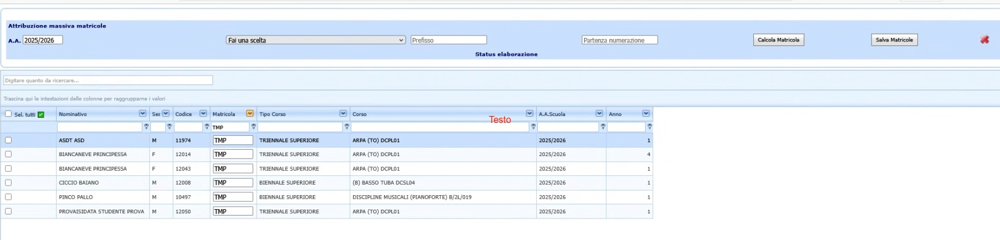 Attribuzione massiva matricole
A.A. 2025/2026 Fai una scelta Prefisso Partenza numerazione Calcola Matricola Salva Matricole
Status elaborazione
Digitare quanto da ricercare...
Trascina qui le intestazioni delle colonne per raggrupparne i valori
Sel. tutti Nominativo Ses Codice Matricola Tipo Corso Corso A.A.Scuola Anno
Testo
TMP
ASDT ASD M 11974 TMP TRIENNALE SUPERIORE ARPA (TO) DCPL01 2025/2026 1
BIANCANEVE PRINCIPESSA F 12014 TMP TRIENNALE SUPERIORE ARPA (TO) DCPL01 2025/2026 4
BIANCANEVE PRINCIPESSA F 12043 TMP TRIENNALE SUPERIORE ARPA (TO) DCPL01 2025/2026 1
CICCIO BAIANO M 12008 TMP BIENNALE SUPERIORE (B) BASSO TUBA DCSL04 2025/2026 1
PINCO PALLO M 10497 TMP BIENNALE SUPERIORE DISCIPLINE MUSICALI (PIANOFORTE) B/2L/019 2025/2026 1
PROVAISIDATA STUDENTE PROVA M 12050 TMP TRIENNALE SUPERIORE ARPA (TO) DCPL01 2025/2026 1